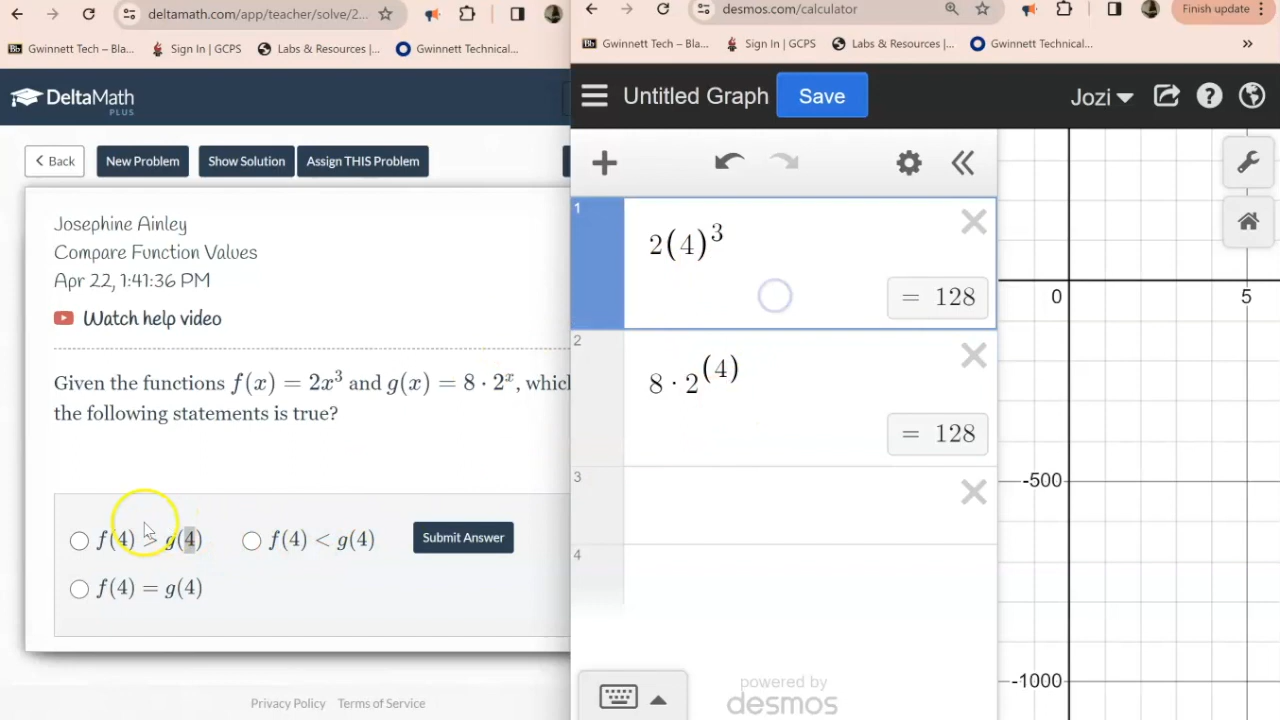 deltamath.com/app/teacher/solve/2...
Gwinnett Tech – Bla...
Sign In | GCPS
Labs & Resources |...
Gwinnett Technical...
DeltaMath
PLUS
Back
New Problem
Show Solution
Assign THIS Problem
Josephine Ainley
Compare Function Values
Apr 22, 1:41:36 PM
Watch help video
Given the functions f(x) = 2x³ and g(x) = 8 · 2ˣ, which
the following statements is true?
f(4) > g(4)
f(4) < g(4)
Submit Answer
f(4) = g(4)
Privacy Policy
Terms of Service
desmos.com/calculator
Finish update
Gwinnett Tech – Bla...
Sign In | GCPS
Labs & Resources |...
Gwinnett Technical...
»
Untitled Graph
Save
Jozi
1
2(4)³
= 128
2
8 · 2⁽⁴⁾
= 128
3
4
powered by
desmos
0
5
-500
-1000